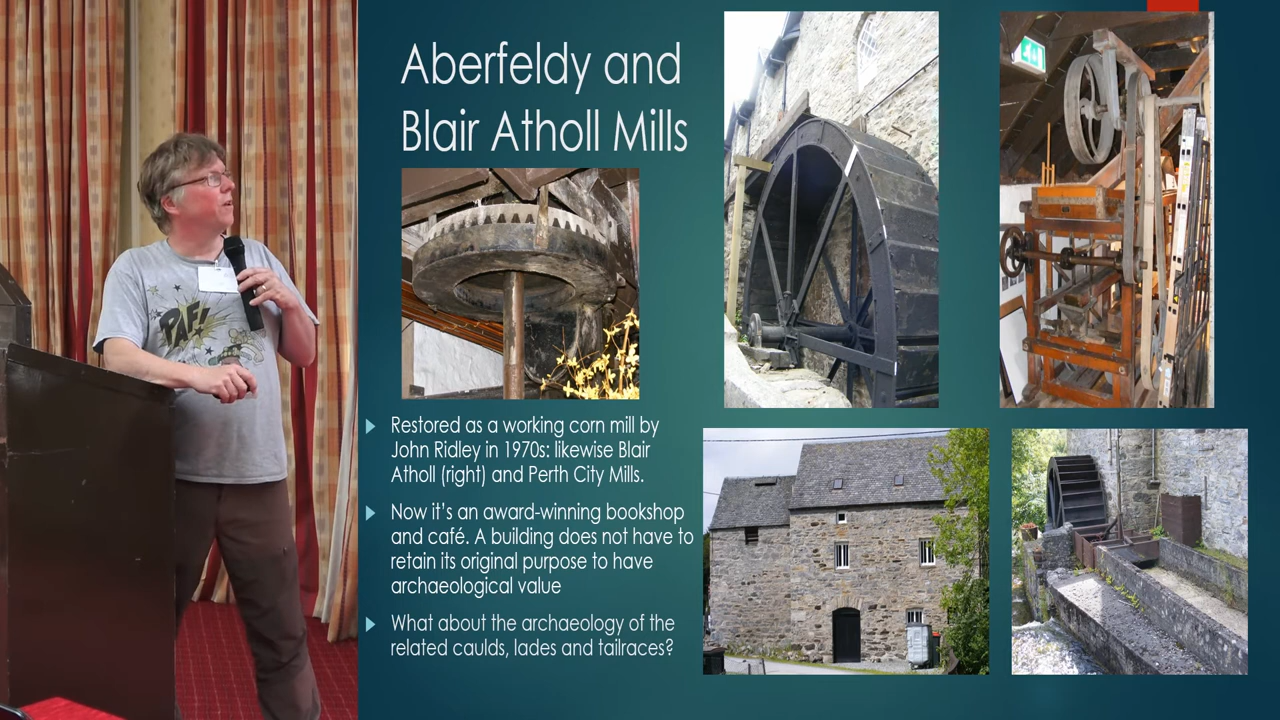 Aberfeldy and
Blair Atholl Mills
Restored as a working corn mill by
John Ridley in 1970s: likewise Blair
Atholl (right) and Perth City Mills.
Now it's an award-winning bookshop
and café. A building does not have to
retain its original purpose to have
archaeological value
What about the archaeology of the
related caulds, lades and tailraces?
PAF!